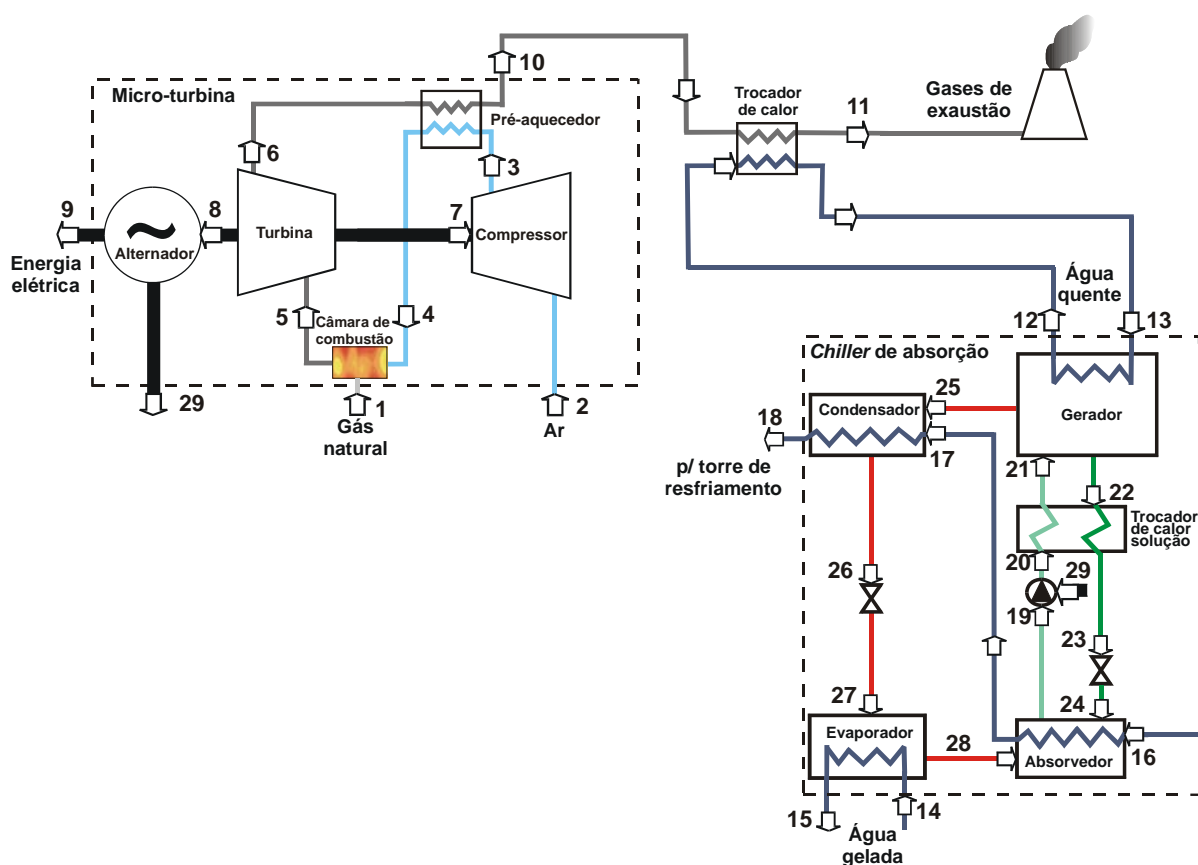 10
Micro-turbina
Trocador
de calor
Gases de
exaustão
11
Pré-aquecedor
6
3
9
8
7
Turbina
Compressor
Alternador
Energia
elétrica
Água
quente
5
Câmara de
combustão
4
12
13
Chiller de absorção
29
1
2
Gás
natural
Ar
25
Condensador
Gerador
18
17
p/ torre de
resfriamento
21
22
Trocador
de calor
solução
20
26
29
19
23
27
24
Evaporador
28
16
Absorvedor
15
14
Água
gelada